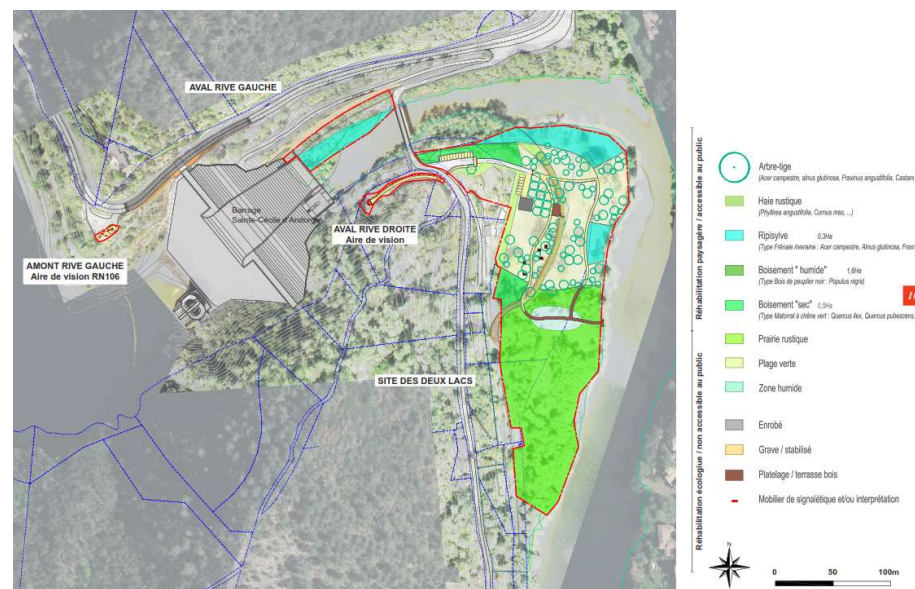 AVAL RIVE GAUCHE
Barrage
Sainte-Cécile d'Andorge
AVAL RIVE DROITE
Aire de vision
AMONT RIVE GAUCHE
Aire de vision RN106
SITE DES DEUX LACS
Réhabilitation paysagère / accessible au public
Réhabilitation écologiue / non accessible au public
Arbre-tige
(Acer campestre, alnus glutinose, Fraxinus angustifolia, Castan
Haie rustique
(Phyllirea angustifolia, Cornus mas, ...)
Ripisylve 0,3Ha
(Type Frênaie riveraine : Acer campestre, Alnus glutinosa, Frax
Boisement " humide" 1,6Ha
(Type Bois de peuplier noir : Populus nigra)
Boisement "sec" 0,5Ha
(Type Matorral à chêne vert : Quercus ilex, Quercus pubescens,
Prairie rustique
Plage verte
Zone humide
Enrobé
Grave / stabilisé
Platelage / terrasse bois
Mobilier de signalétique et/ou interprétation
N
0 50 100m